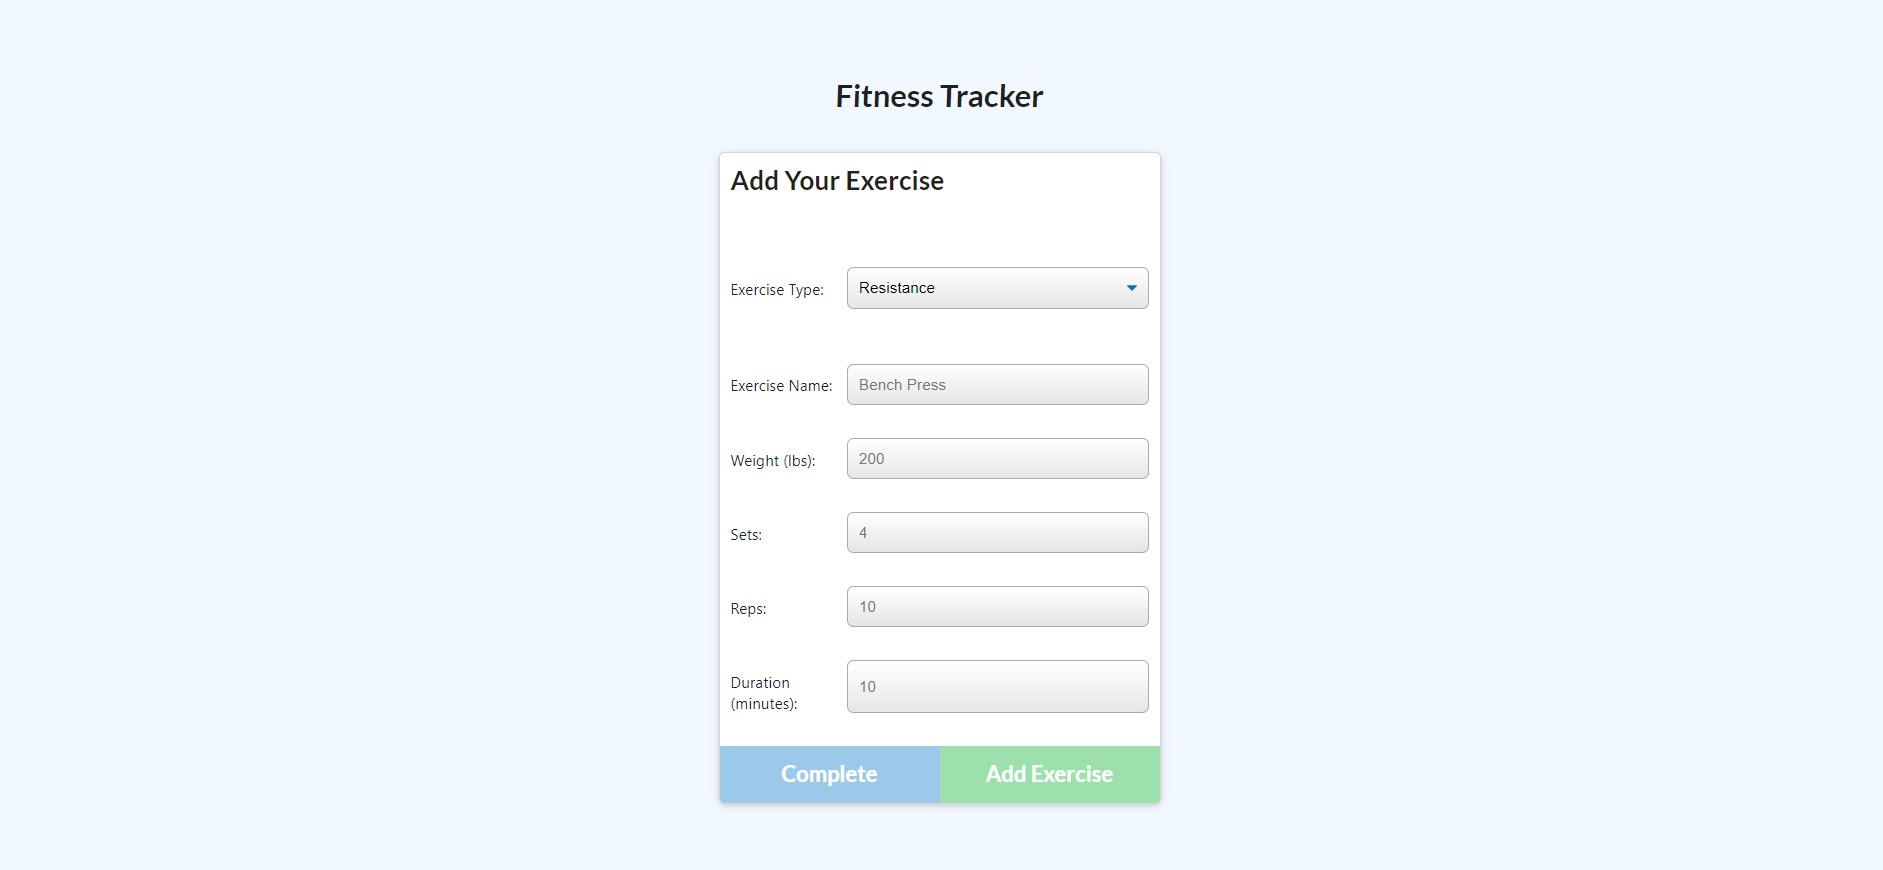 Fitness Tracker
Add Your Exercise
Exercise Type: Resistance
Exercise Name: Bench Press
Weight (lbs): 200
Sets: 4
Reps: 10
Duration
(minutes): 10
Complete Add Exercise